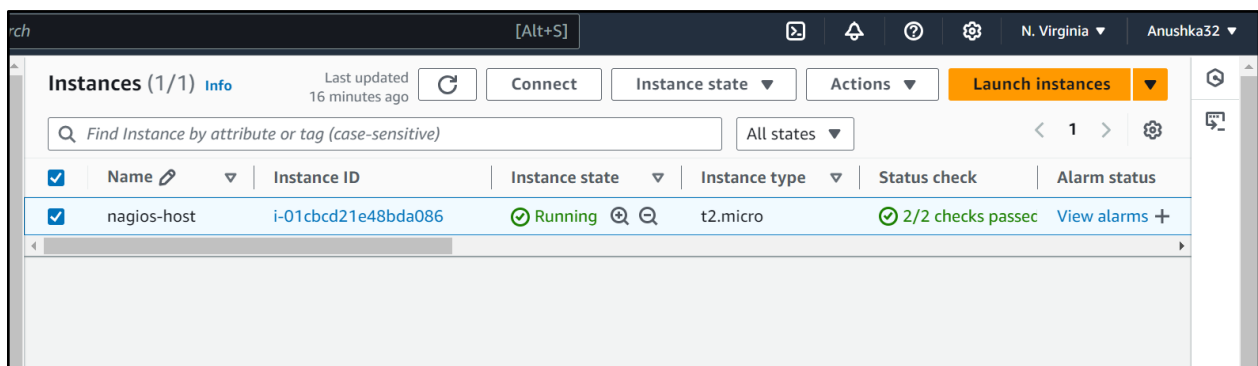 rch [Alt+S] N. Virginia Anushka32
Instances (1/1) Info Last updated 16 minutes ago Connect Instance state Actions Launch instances
Find Instance by attribute or tag (case-sensitive) All states 1
Name Instance ID Instance state Instance type Status check Alarm status
nagios-host i-01cbcd21e48bda086 Running t2.micro 2/2 checks passed View alarms +